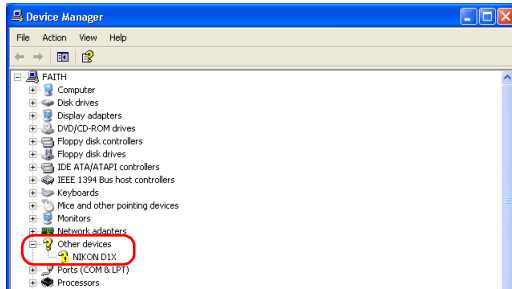 Device Manager
File Action View Help
FAITH
Computer
Disk drives
Display adapters
DVD/CD-ROM drives
Floppy disk controllers
Floppy disk drives
IDE ATA/ATAPI controllers
IEEE 1394 Bus host controllers
Keyboards
Mice and other pointing devices
Monitors
Network adapters
Other devices
NIKON D1X
Ports (COM & LPT)
Processors